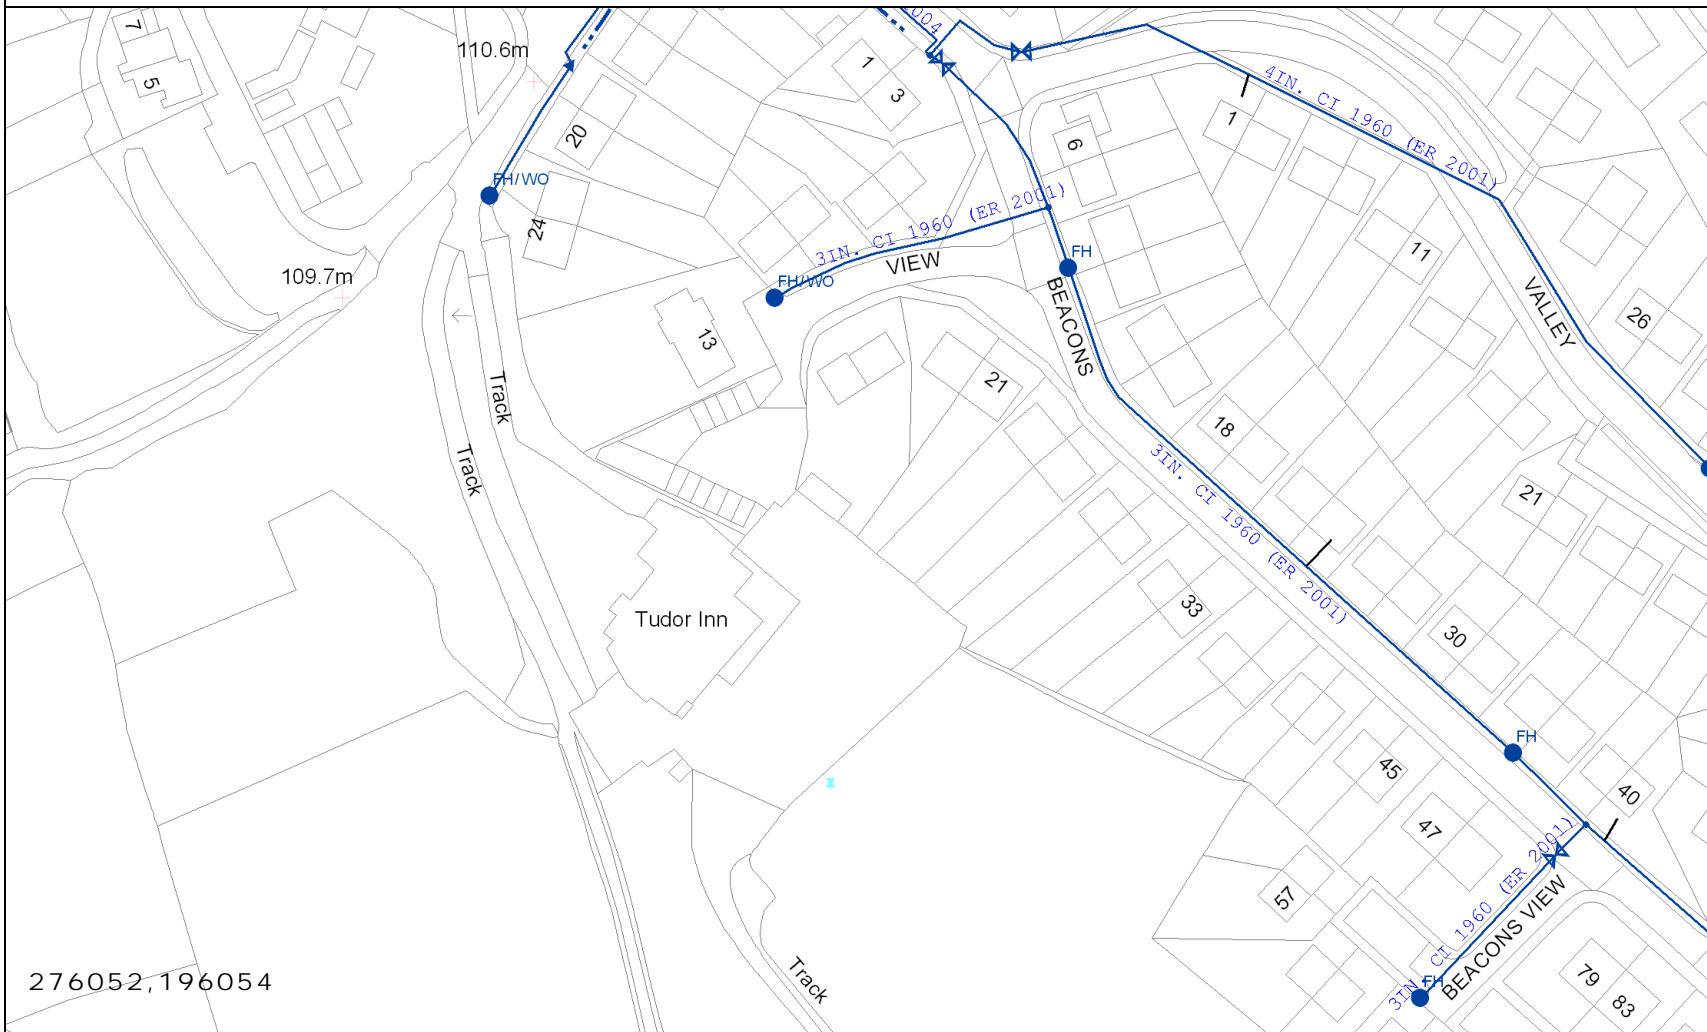 7
5
110.6m
2004
1
3
20
FH/WO
24
109.7m
6
4IN. CI 1960 (ER 2001)
1
11
26
VALLEY
3IN. CI 1960 (ER 2001)
VIEW
FH/WO
FH
BEACONS
13
21
18
Track
Track
3IN. CI 1960 (ER 2001)
21
33
30
Tudor Inn
FH
45
40
47
57
3IN. CI 1960 (ER 2001)
BEACONS VIEW
FH
79
83
Track
276052,196054